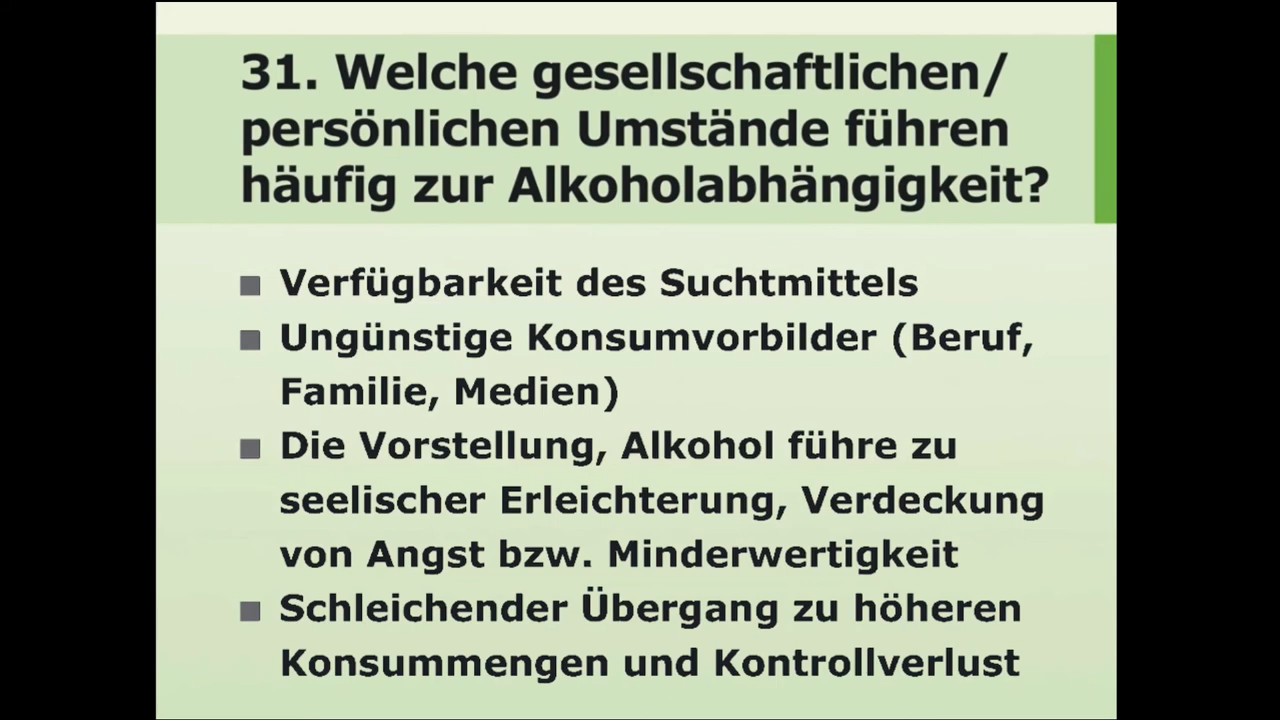 31. Welche gesellschaftlichen/
persönlichen Umstände führen
häufig zur Alkoholabhängigkeit?
Verfügbarkeit des Suchtmittels
Ungünstige Konsumvorbilder (Beruf,
Familie, Medien)
Die Vorstellung, Alkohol führe zu
seelischer Erleichterung, Verdeckung
von Angst bzw. Minderwertigkeit
Schleichender Übergang zu höheren
Konsummengen und Kontrollverlust